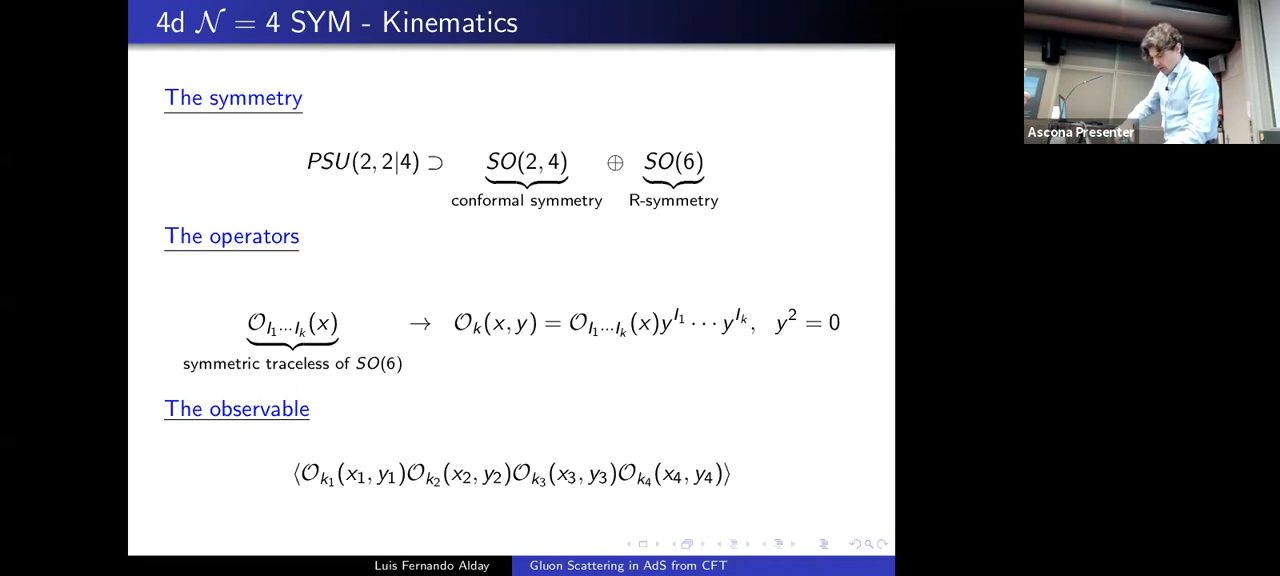 4d 𝒩 = 4 SYM - Kinematics
The symmetry
PSU(2, 2|4) ⊃ SO(2, 4) ⊕ SO(6)
conformal symmetry R-symmetry
The operators
𝒪_{I_1⋯I_k}(x) → 𝒪_k(x, y) = 𝒪_{I_1⋯I_k}(x)y^{I_1} ⋯ y^{I_k}, y^2 = 0
symmetric traceless of SO(6)
The observable
⟨𝒪_{k_1}(x_1, y_1)𝒪_{k_2}(x_2, y_2)𝒪_{k_3}(x_3, y_3)𝒪_{k_4}(x_4, y_4)⟩
Luis Fernando Alday Gluon Scattering in AdS from CFT
Ascona Presenter